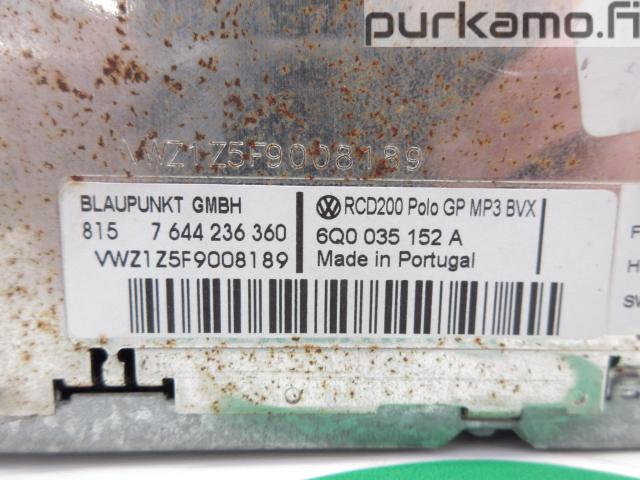 purkamo.fi
VWZ1Z5F9008189
BLAUPUNKT GMBH
815 7 644 236 360
VWZ1Z5F9008189
RCD200 Polo GP MP3 BVX
6Q0 035 152 A
Made in Portugal
F
H
SW